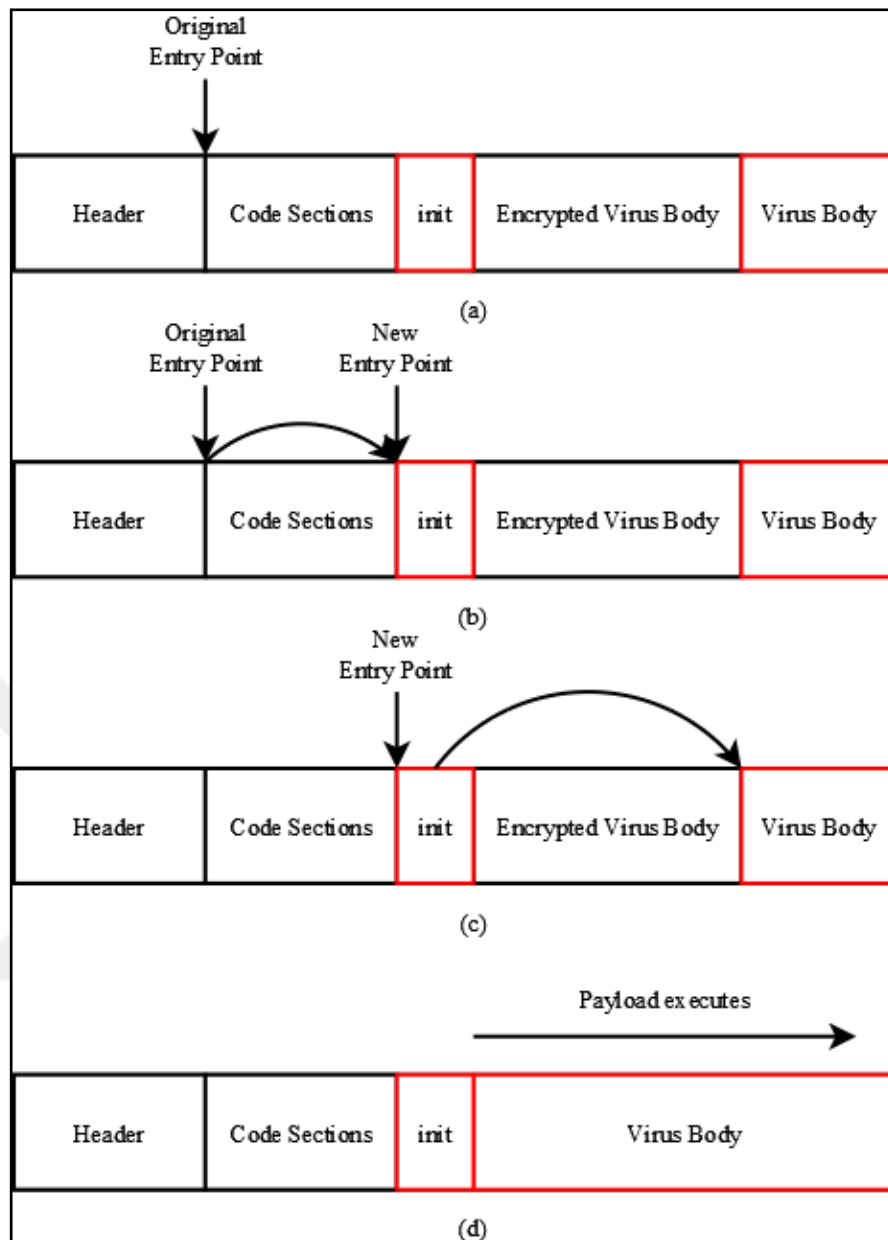 Original
Entry Point
Header
Code Sections
init
Encrypted Virus Body
Virus Body
(a)
Original
Entry Point
New
Entry Point
Header
Code Sections
init
Encrypted Virus Body
Virus Body
(b)
New
Entry Point
Header
Code Sections
init
Encrypted Virus Body
Virus Body
(c)
Payload executes
Header
Code Sections
init
Virus Body
(d)